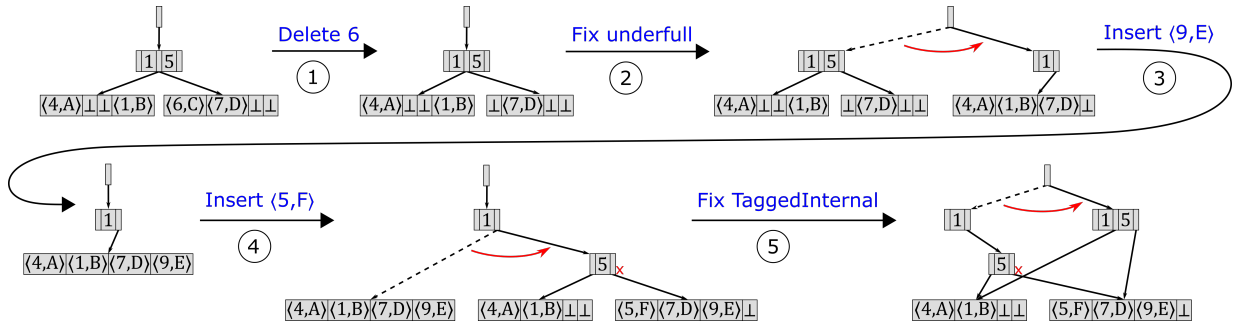 Delete 6
1
Fix underfull
2
Insert ⟨9,E⟩
3
1 5
⟨4,A⟩ ⊥ ⊥ ⟨1,B⟩ ⟨6,C⟩ ⟨7,D⟩ ⊥ ⊥
1 5
⟨4,A⟩ ⊥ ⊥ ⟨1,B⟩ ⊥ ⟨7,D⟩ ⊥ ⊥
1 5 1
⟨4,A⟩ ⊥ ⊥ ⟨1,B⟩ ⊥ ⟨7,D⟩ ⊥ ⊥ ⟨4,A⟩ ⟨1,B⟩ ⟨7,D⟩ ⊥
Insert ⟨5,F⟩
4
Fix TaggedInternal
5
1
⟨4,A⟩ ⟨1,B⟩ ⟨7,D⟩ ⟨9,E⟩
1
5 x
⟨4,A⟩ ⟨1,B⟩ ⟨7,D⟩ ⟨9,E⟩ ⟨4,A⟩ ⟨1,B⟩ ⊥ ⊥ ⟨5,F⟩ ⟨7,D⟩ ⟨9,E⟩ ⊥
1 1 5
5 x
⟨4,A⟩ ⟨1,B⟩ ⊥ ⊥ ⟨5,F⟩ ⟨7,D⟩ ⟨9,E⟩ ⊥